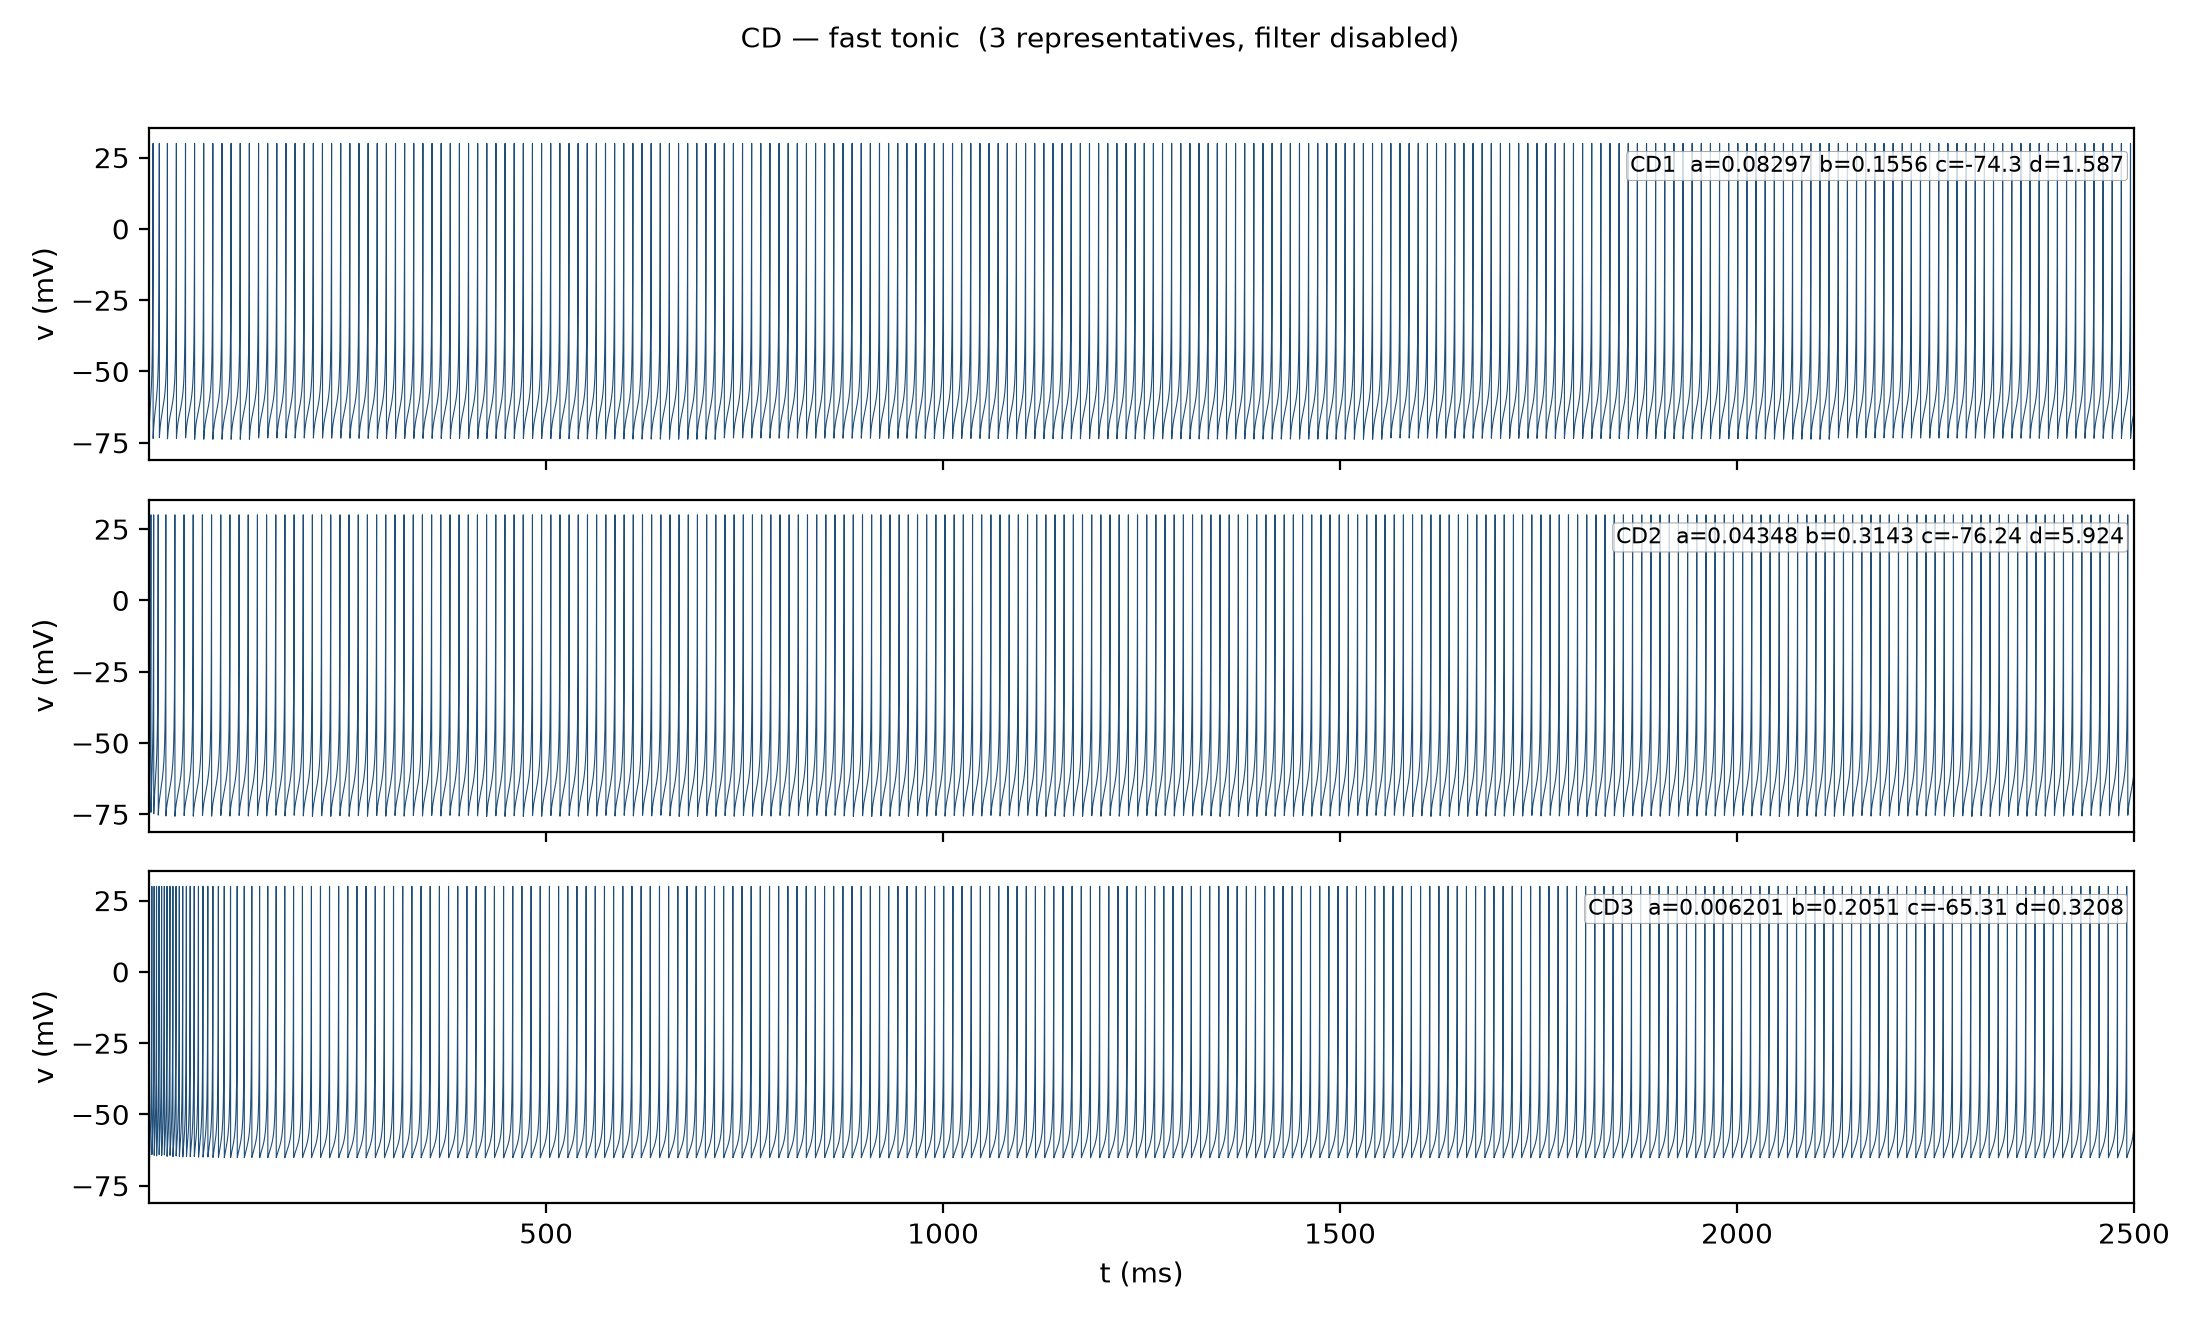 CD — fast tonic  (3 representatives, filter disabled)
25
0
−25
−50
−75
v (mV)
CD1  a=0.08297 b=0.1556 c=-74.3 d=1.587
25
0
−25
−50
−75
v (mV)
CD2  a=0.04348 b=0.3143 c=-76.24 d=5.924
25
0
−25
−50
−75
v (mV)
CD3  a=0.006201 b=0.2051 c=-65.31 d=0.3208
500 1000 1500 2000 2500
t (ms)